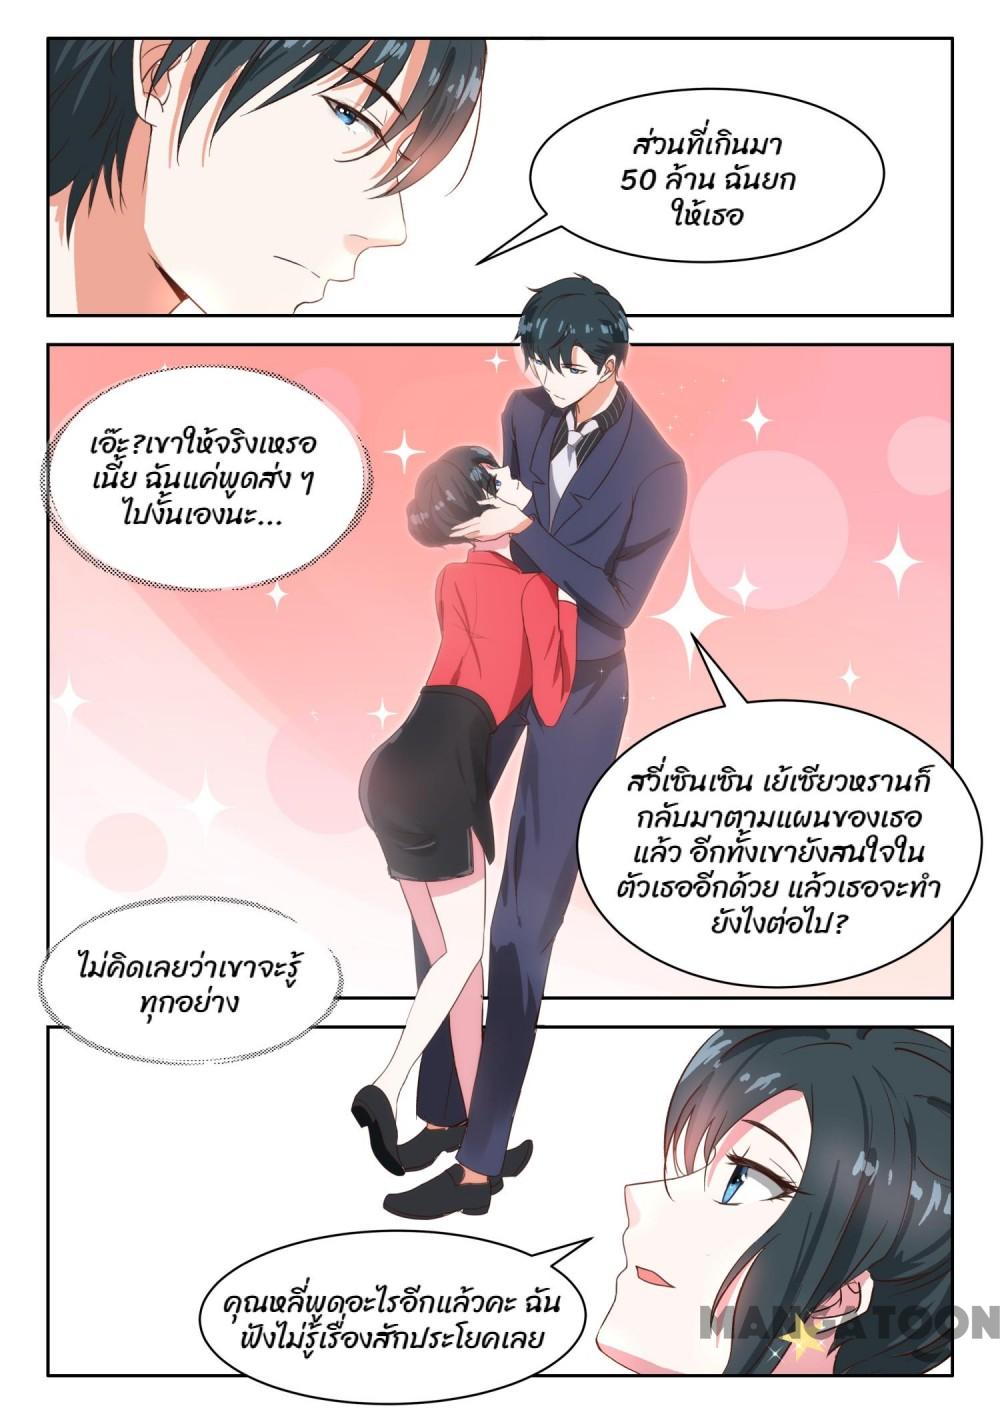 ส่วนที่เกินมา
50 ล้าน ฉันยก
ให้เธอ
เอ๊ะ?เขาให้จริงเหรอ
เนี้ย ฉันแค่พูดส่ง ๆ
ไปงั้นเองนะ...
สวี่เซินเซิน เย้เซียวหรานก็
กลับมาตามแผนของเธอ
แล้ว อีกทั้งเขายังสนใจใน
ตัวเธออีกด้วย แล้วเธอจะทำ
ยังไงต่อไป?
ไม่คิดเลยว่าเขาจะรู้
ทุกอย่าง
คุณหลี่พูดอะไรอีกแล้วคะ ฉัน
ฟังไม่รู้เรื่องสักประโยคเลย
MANGATOON